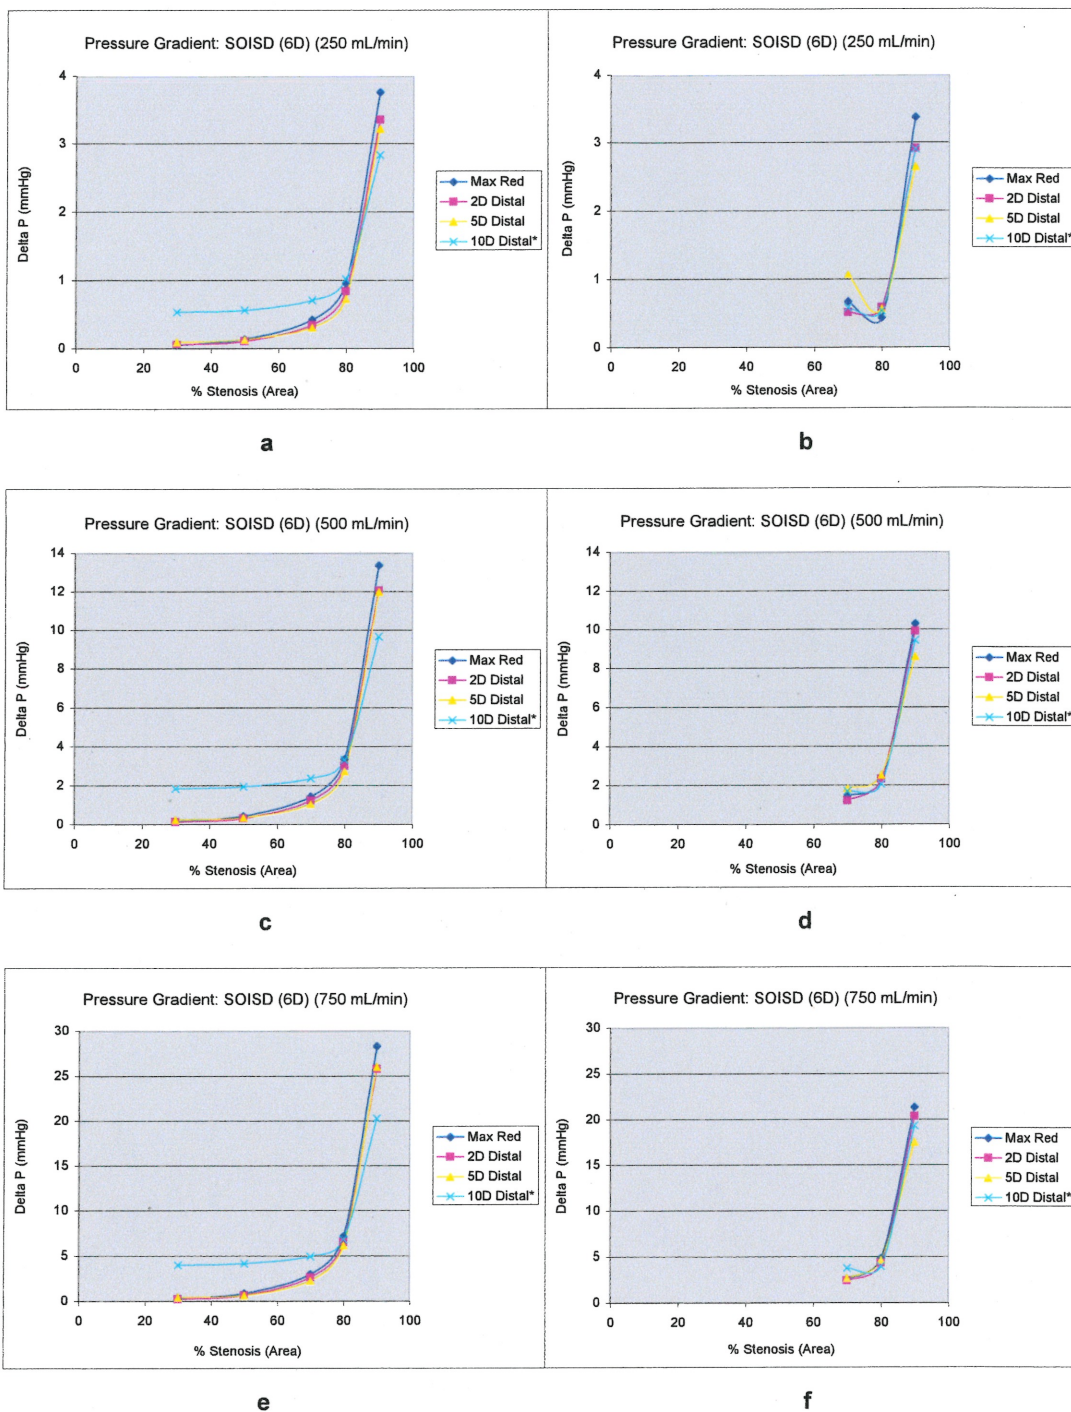 Pressure Gradient: SOISD (6D) (250 mL/min)
4
3
2
1
0
Delta P (mmHg)
0 20 40 60 80 100
% Stenosis (Area)
Max Red
2D Distal
5D Distal
10D Distal*
a
Pressure Gradient: SOISD (6D) (250 mL/min)
4
3
2
1
0
Delta P (mmHg)
0 20 40 60 80 100
% Stenosis (Area)
Max Red
2D Distal
5D Distal
10D Distal*
b
Pressure Gradient: SOISD (6D) (500 mL/min)
14
12
10
8
6
4
2
0
Delta P (mmHg)
0 20 40 60 80 100
% Stenosis (Area)
Max Red
2D Distal
5D Distal
10D Distal*
c
Pressure Gradient: SOISD (6D) (500 mL/min)
14
12
10
8
6
4
2
0
Delta P (mmHg)
0 20 40 60 80 100
% Stenosis (Area)
Max Red
2D Distal
5D Distal
10D Distal*
d
Pressure Gradient: SOISD (6D) (750 mL/min)
30
25
20
15
10
5
0
Delta P (mmHg)
0 20 40 60 80 100
% Stenosis (Area)
Max Red
2D Distal
5D Distal
10D Distal*
e
Pressure Gradient: SOISD (6D) (750 mL/min)
30
25
20
15
10
5
0
Delta P (mmHg)
0 20 40 60 80 100
% Stenosis (Area)
Max Red
2D Distal
5D Distal
10D Distal*
f